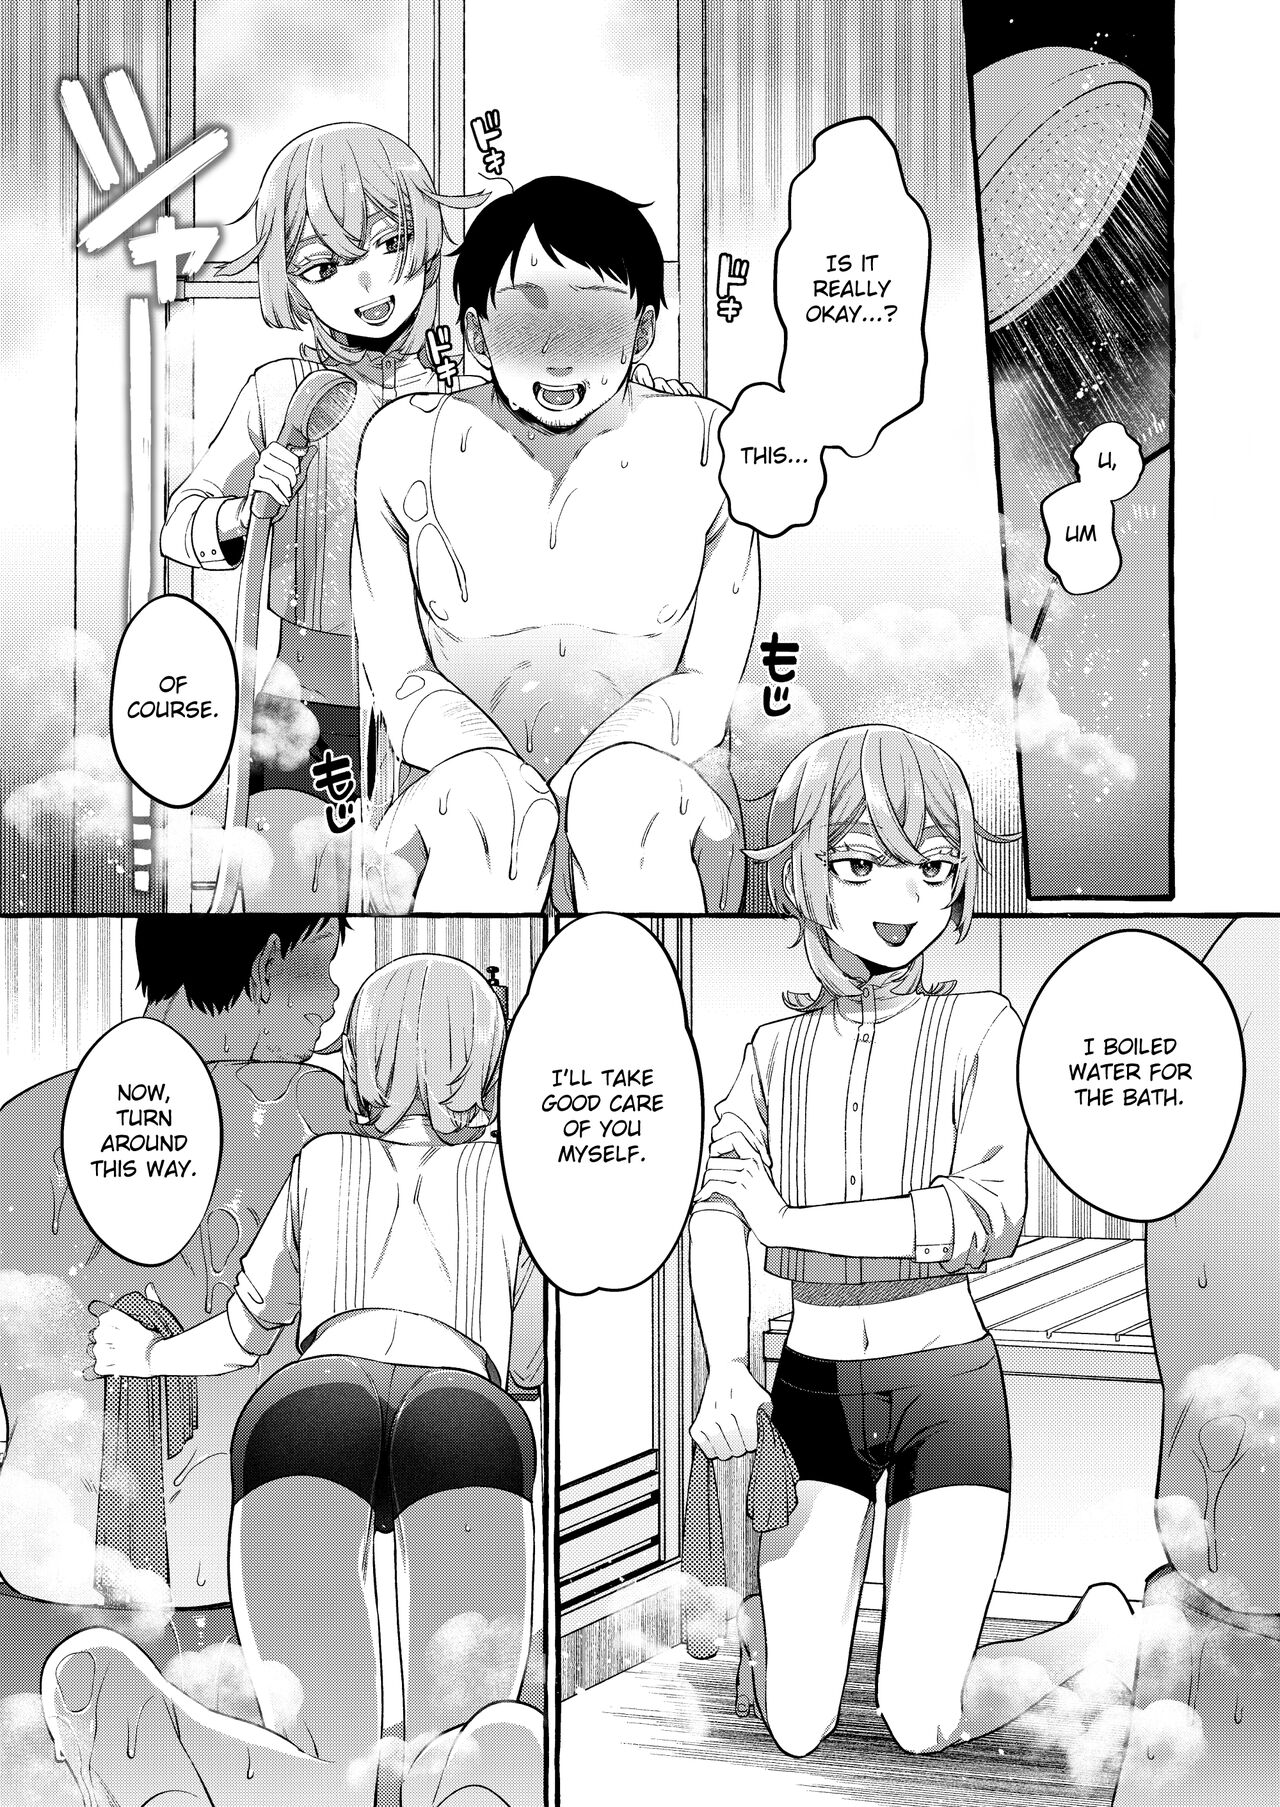 U,
UM
IS IT
REALLY
OKAY...?
THIS...
ドキ
ドキ
ドキ
シャ
OF
COURSE.
もじ
もじ
I BOILED
WATER FOR
THE BATH.
I'LL TAKE
GOOD CARE
OF YOU
MYSELF.
NOW,
TURN
AROUND
THIS WAY.